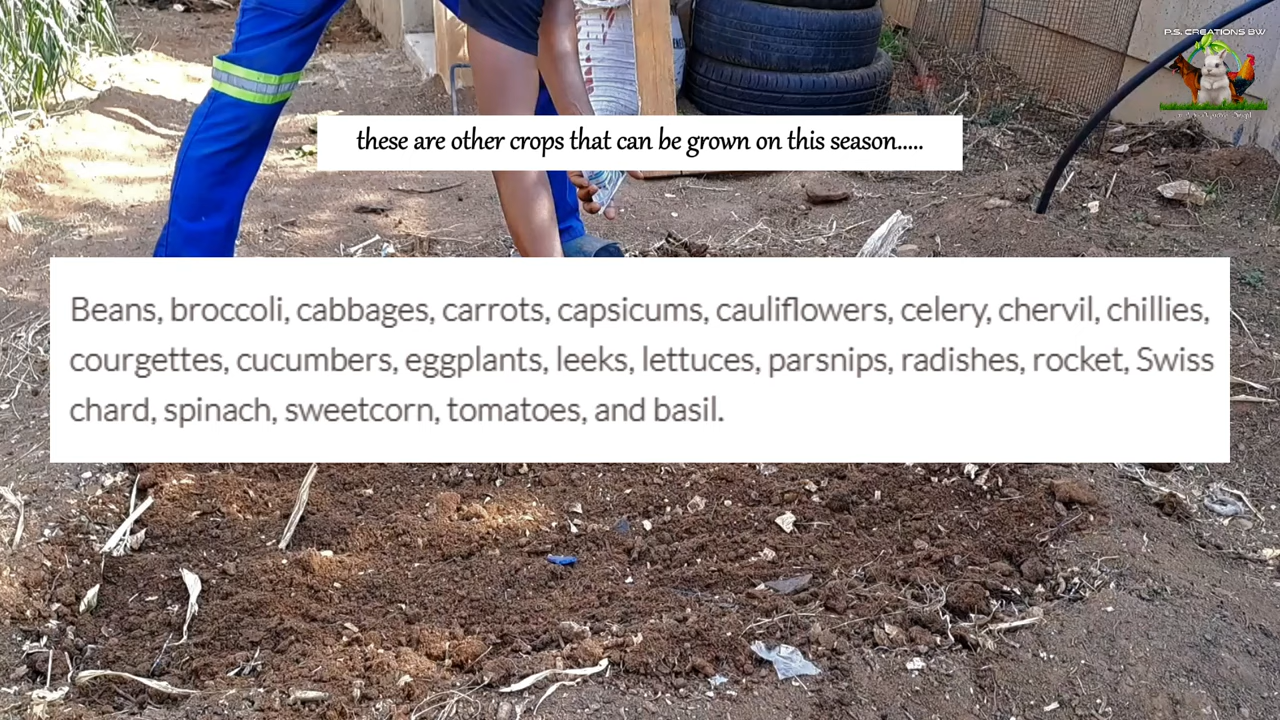 P.S. CREATIONS BW
these are other crops that can be grown on this season.....
Beans, broccoli, cabbages, carrots, capsicums, cauliflowers, celery, chervil, chillies,
courgettes, cucumbers, eggplants, leeks, lettuces, parsnips, radishes, rocket, Swiss
chard, spinach, sweetcorn, tomatoes, and basil.